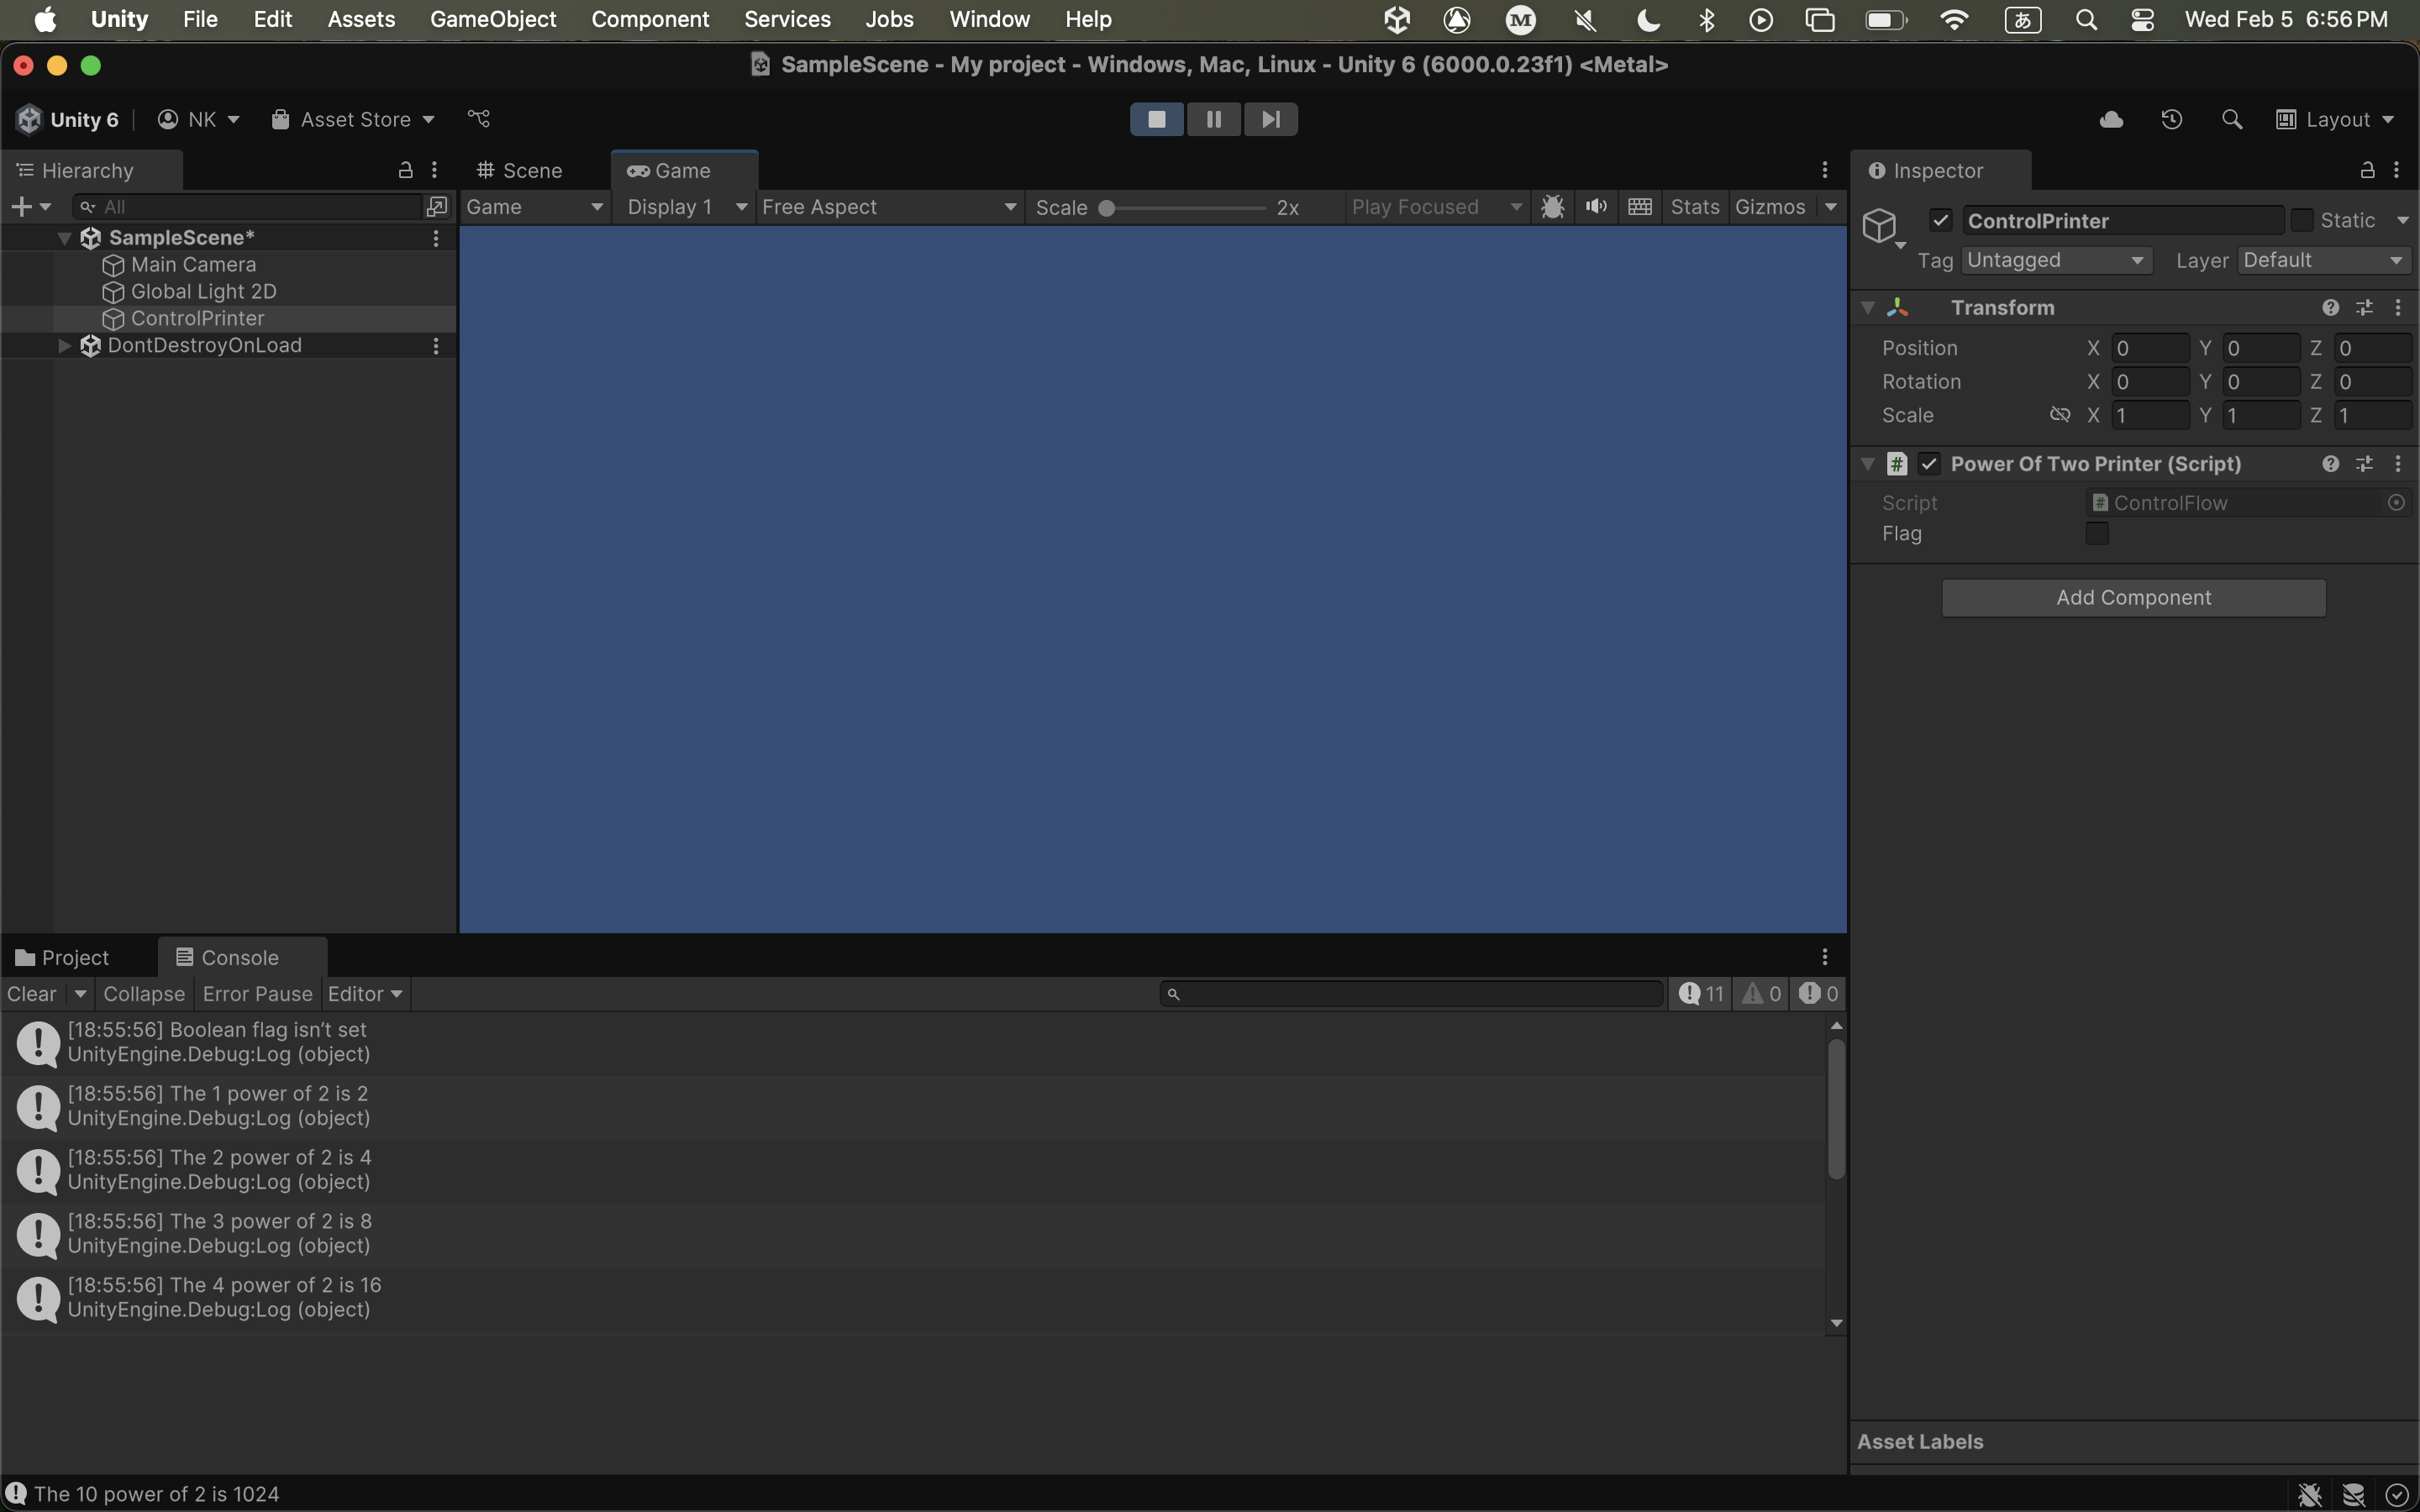 Unity File Edit Assets GameObject Component Services Jobs Window Help あ Wed Feb 5 6:56 PM
SampleScene - My project - Windows, Mac, Linux - Unity 6 (6000.0.23f1) <Metal>
Unity 6 NK Asset Store Layout
Hierarchy
All
SampleScene*
Main Camera
Global Light 2D
ControlPrinter
DontDestroyOnLoad
Scene Game
Game Display 1 Free Aspect Scale 2x Play Focused Stats Gizmos
Inspector
ControlPrinter Static
Tag Untagged Layer Default
Transform
Position X 0 Y 0 Z 0
Rotation X 0 Y 0 Z 0
Scale X 1 Y 1 Z 1
# Power Of Two Printer (Script)
Script # ControlFlow
Flag
Add Component
Project Console
Clear Collapse Error Pause Editor 11 0 0
[18:55:56] Boolean flag isn’t set
UnityEngine.Debug:Log (object)
[18:55:56] The 1 power of 2 is 2
UnityEngine.Debug:Log (object)
[18:55:56] The 2 power of 2 is 4
UnityEngine.Debug:Log (object)
[18:55:56] The 3 power of 2 is 8
UnityEngine.Debug:Log (object)
[18:55:56] The 4 power of 2 is 16
UnityEngine.Debug:Log (object)
Asset Labels
The 10 power of 2 is 1024